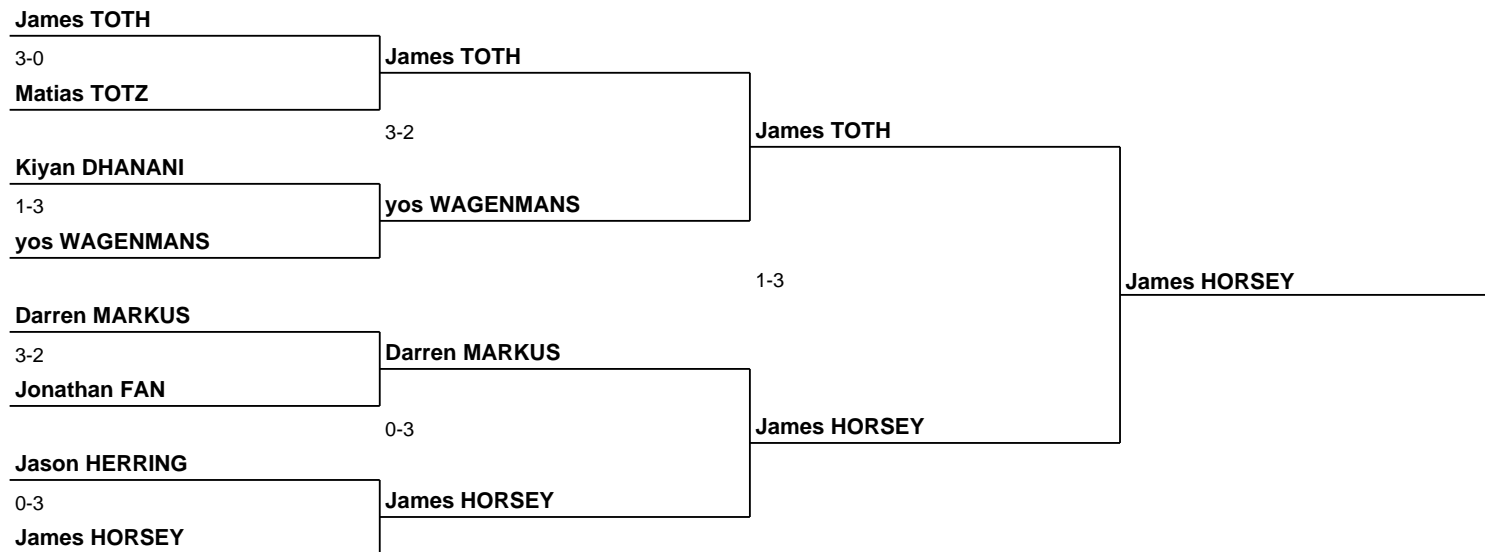 James TOTH
3-0
James TOTH
Matias TOTZ
3-2
James TOTH
Kiyan DHANANI
1-3
yos WAGENMANS
yos WAGENMANS
1-3
James HORSEY
Darren MARKUS
3-2
Darren MARKUS
Jonathan FAN
0-3
James HORSEY
Jason HERRING
0-3
James HORSEY
James HORSEY